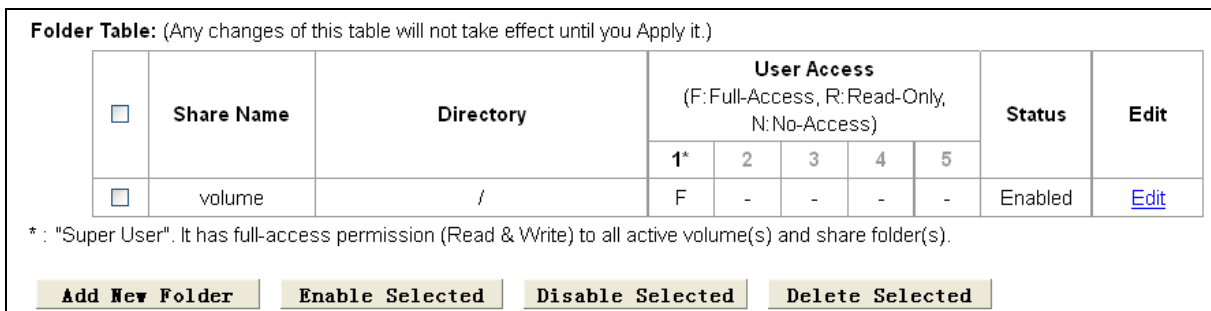 Folder Table: (Any changes of this table will not take effect until you Apply it.)
Share Name Directory User Access (F:Full-Access, R:Read-Only, N:No-Access) Status Edit
1* 2 3 4 5
volume / F - - - - Enabled Edit
* : "Super User". It has full-access permission (Read & Write) to all active volume(s) and share folder(s).
Add New Folder Enable Selected Disable Selected Delete Selected